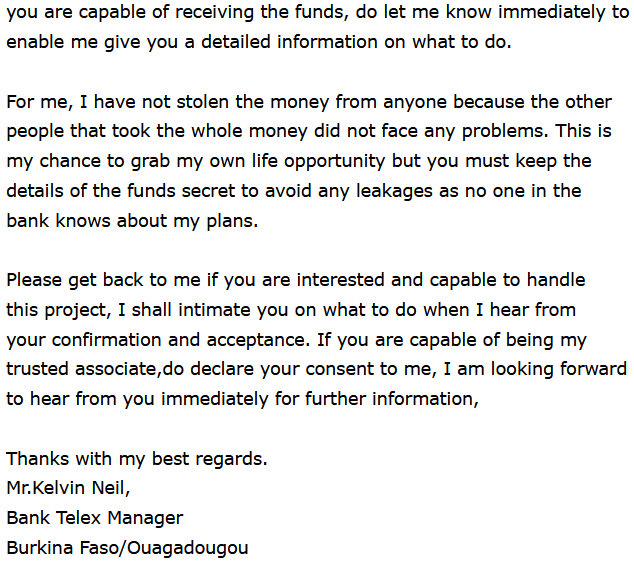 you are capable of receiving the funds, do let me know immediately to
enable me give you a detailed information on what to do.
For me, I have not stolen the money from anyone because the other
people that took the whole money did not face any problems. This is
my chance to grab my own life opportunity but you must keep the
details of the funds secret to avoid any leakages as no one in the
bank knows about my plans.
Please get back to me if you are interested and capable to handle
this project, I shall intimate you on what to do when I hear from
your confirmation and acceptance. If you are capable of being my
trusted associate,do declare your consent to me, I am looking forward
to hear from you immediately for further information,
Thanks with my best regards.
Mr.Kelvin Neil,
Bank Telex Manager
Burkina Faso/Ouagadougou